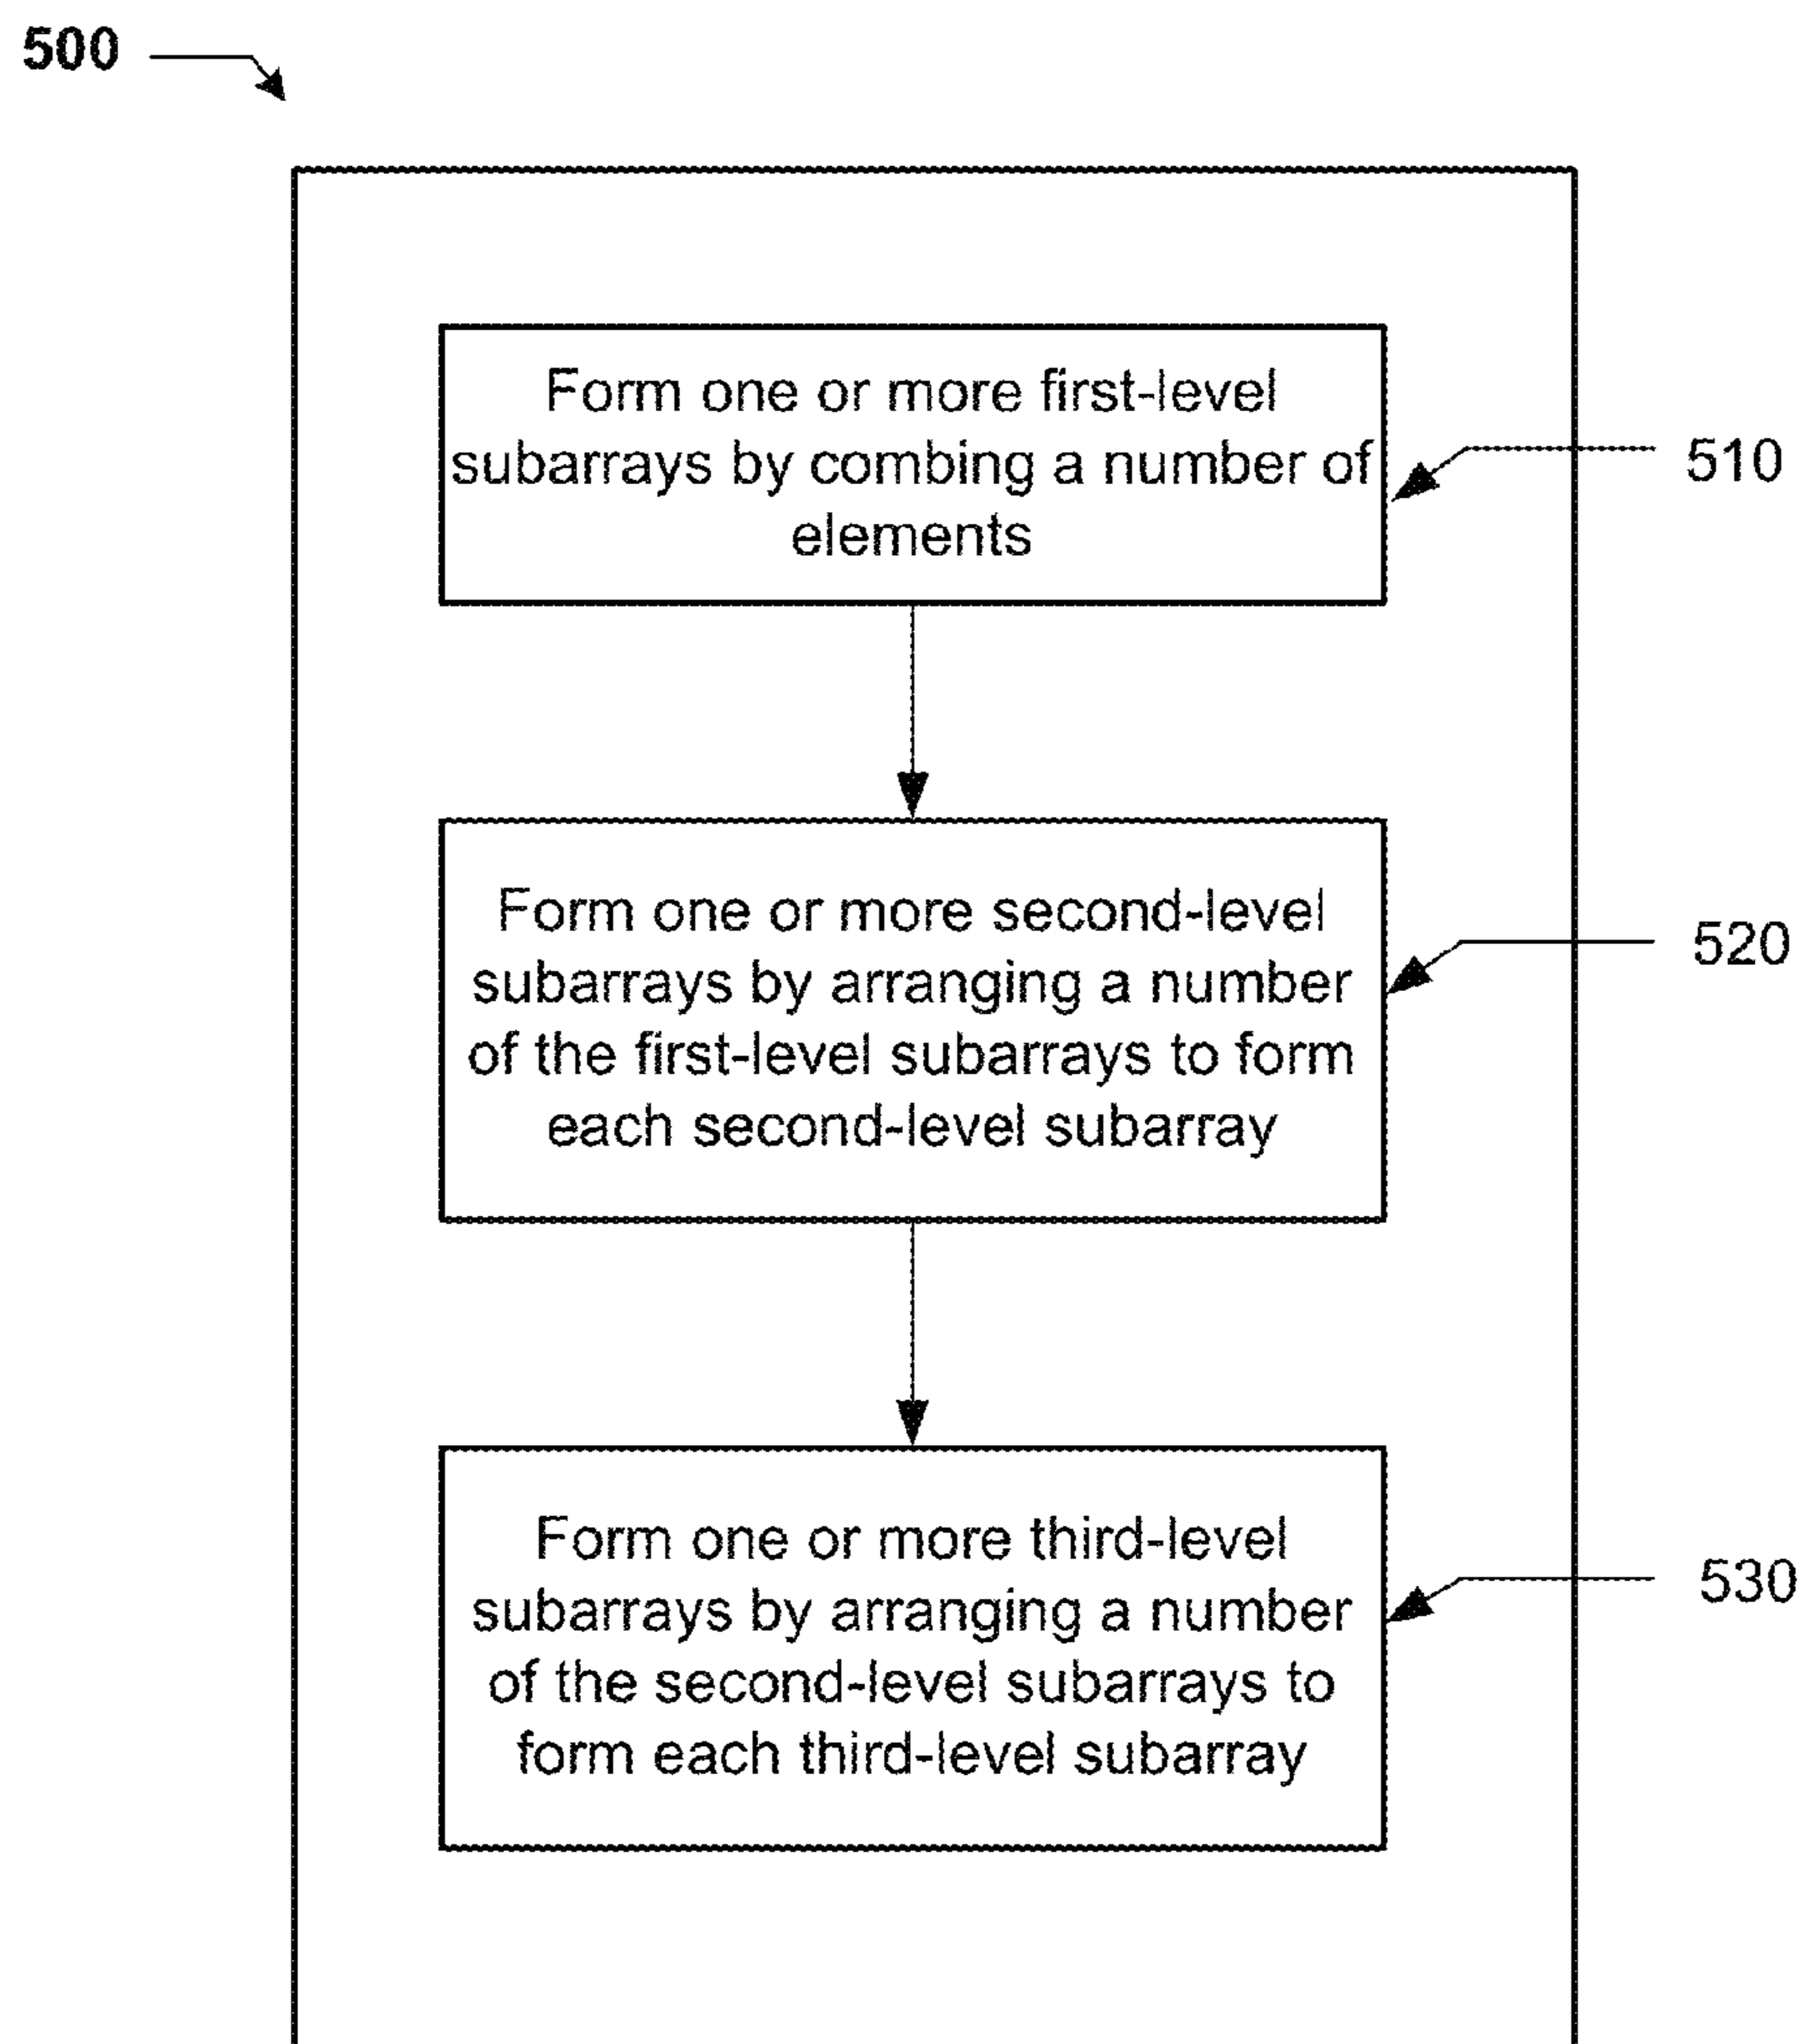 500
Form one or more first-level
subarrays by combing a number of
elements
510
Form one or more second-level
subarrays by arranging a number
of the first-level subarrays to form
each second-level subarray
520
Form one or more third-level
subarrays by arranging a number
of the second-level subarrays to
form each third-level subarray
530